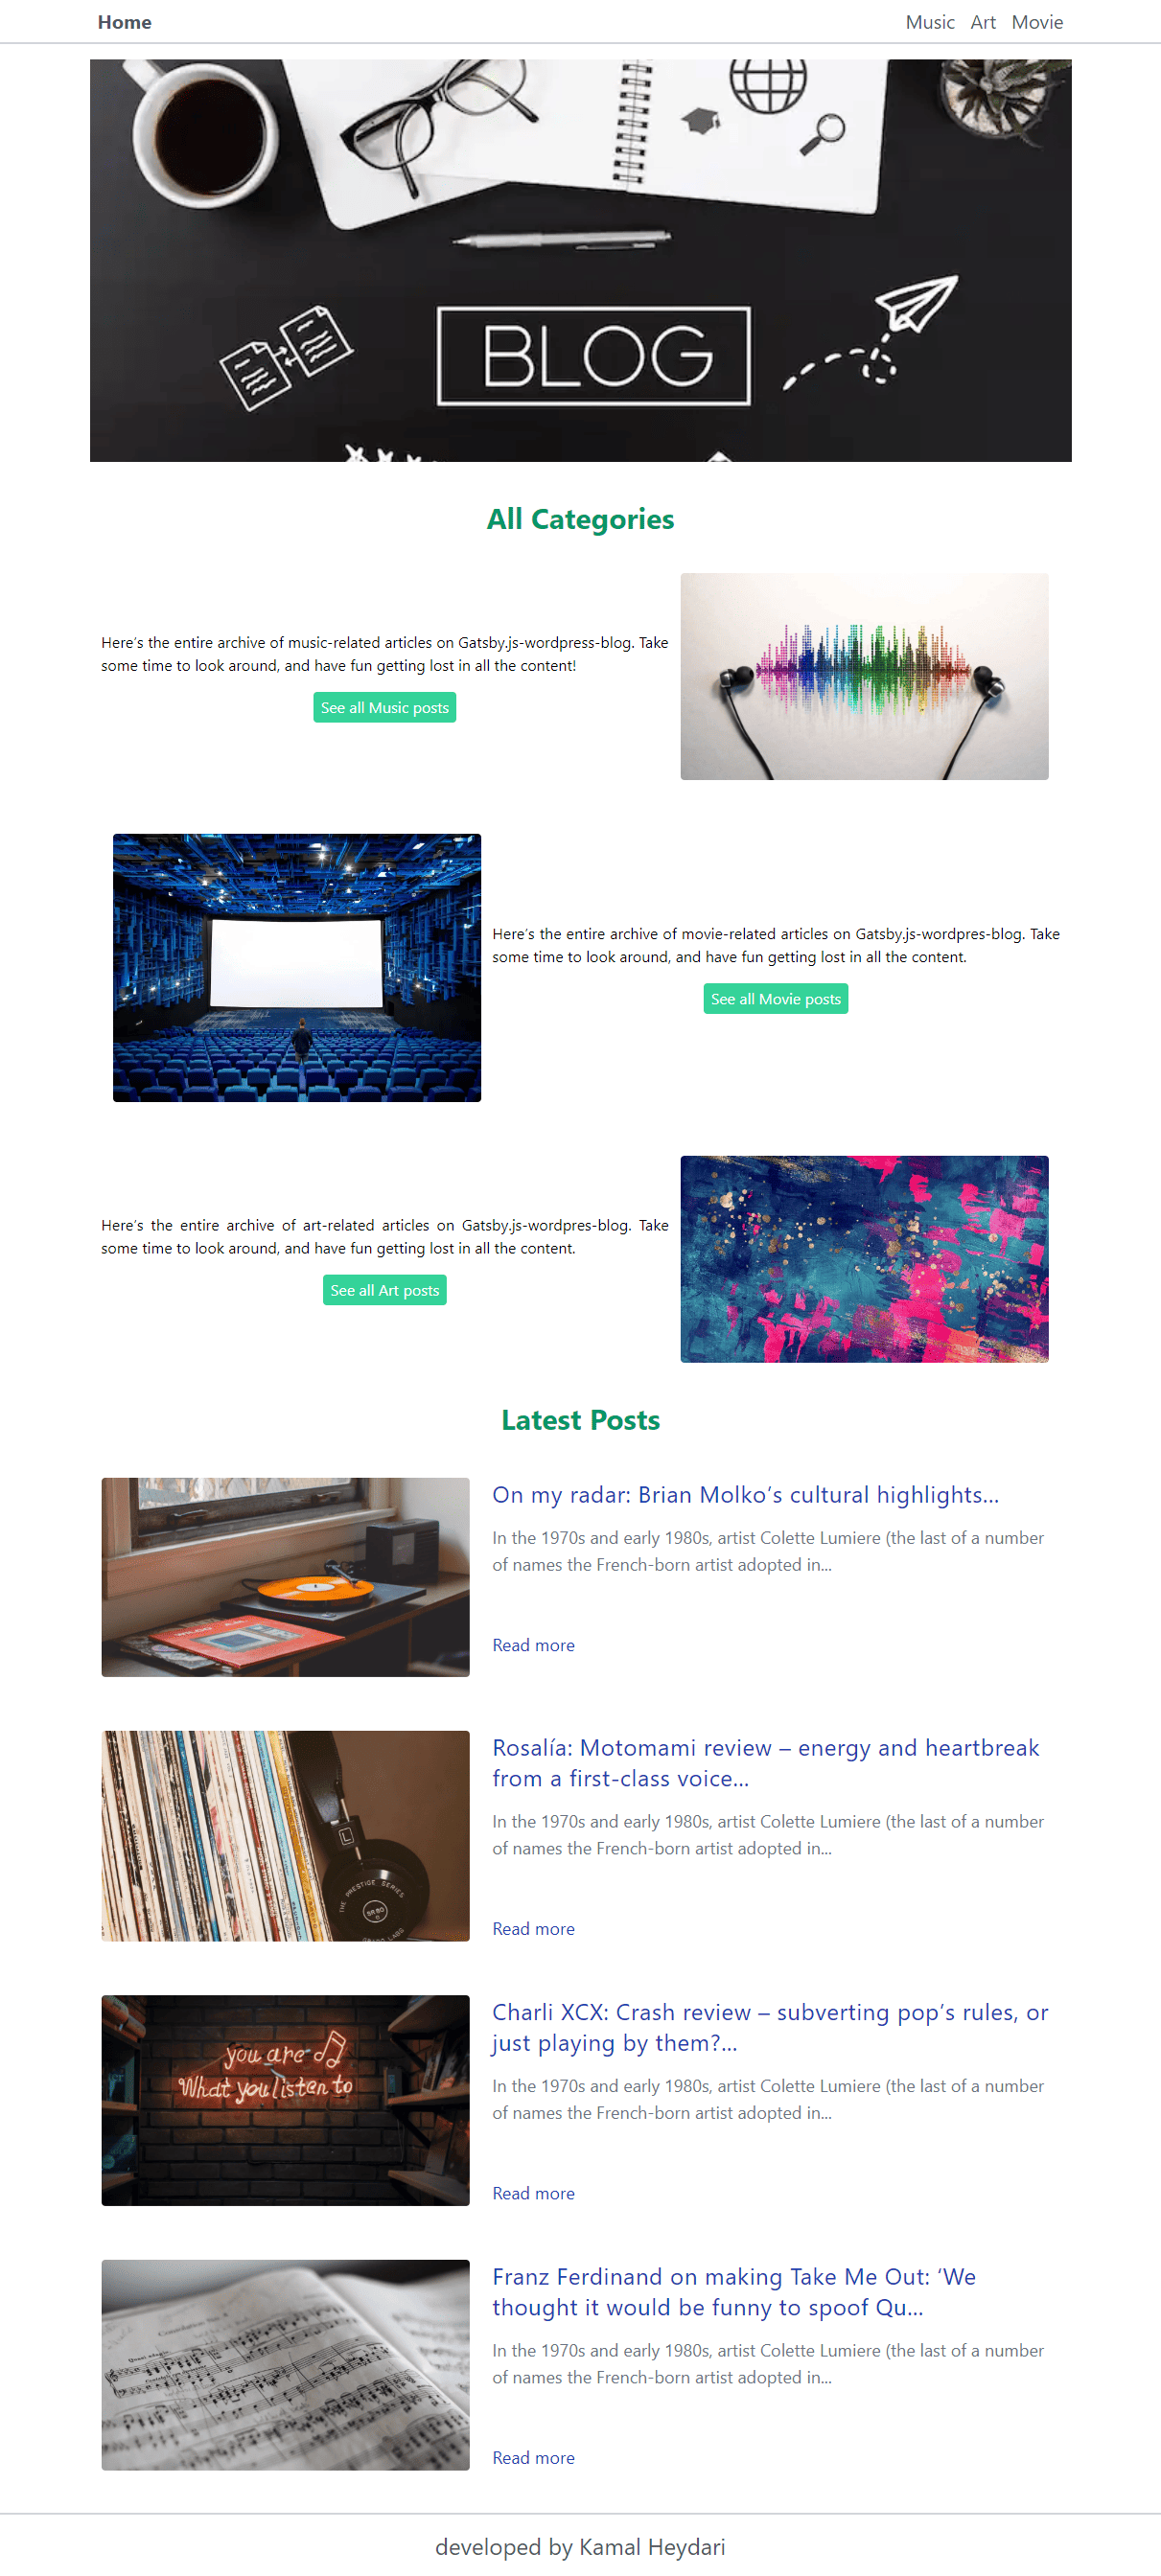 Home
Music Art Movie
BLOG
All Categories
Here's the entire archive of music-related articles on Gatsby.js-wordpress-blog. Take
some time to look around, and have fun getting lost in all the content!
See all Music posts
Here's the entire archive of movie-related articles on Gatsby.js-wordpres-blog. Take
some time to look around, and have fun getting lost in all the content.
See all Movie posts
Here's the entire archive of art-related articles on Gatsby.js-wordpres-blog. Take
some time to look around, and have fun getting lost in all the content.
See all Art posts
Latest Posts
On my radar: Brian Molko’s cultural highlights...
In the 1970s and early 1980s, artist Colette Lumiere (the last of a number
of names the French-born artist adopted in...
Read more
Rosalía: Motomami review – energy and heartbreak
from a first-class voice...
In the 1970s and early 1980s, artist Colette Lumiere (the last of a number
of names the French-born artist adopted in...
Read more
L
THE PRESTIGE SERIES
Charli XCX: Crash review – subverting pop’s rules, or
just playing by them?...
In the 1970s and early 1980s, artist Colette Lumiere (the last of a number
of names the French-born artist adopted in...
Read more
you are
What you listen to
Franz Ferdinand on making Take Me Out: ‘We
thought it would be funny to spoof Qu...
In the 1970s and early 1980s, artist Colette Lumiere (the last of a number
of names the French-born artist adopted in...
Read more
developed by Kamal Heydari